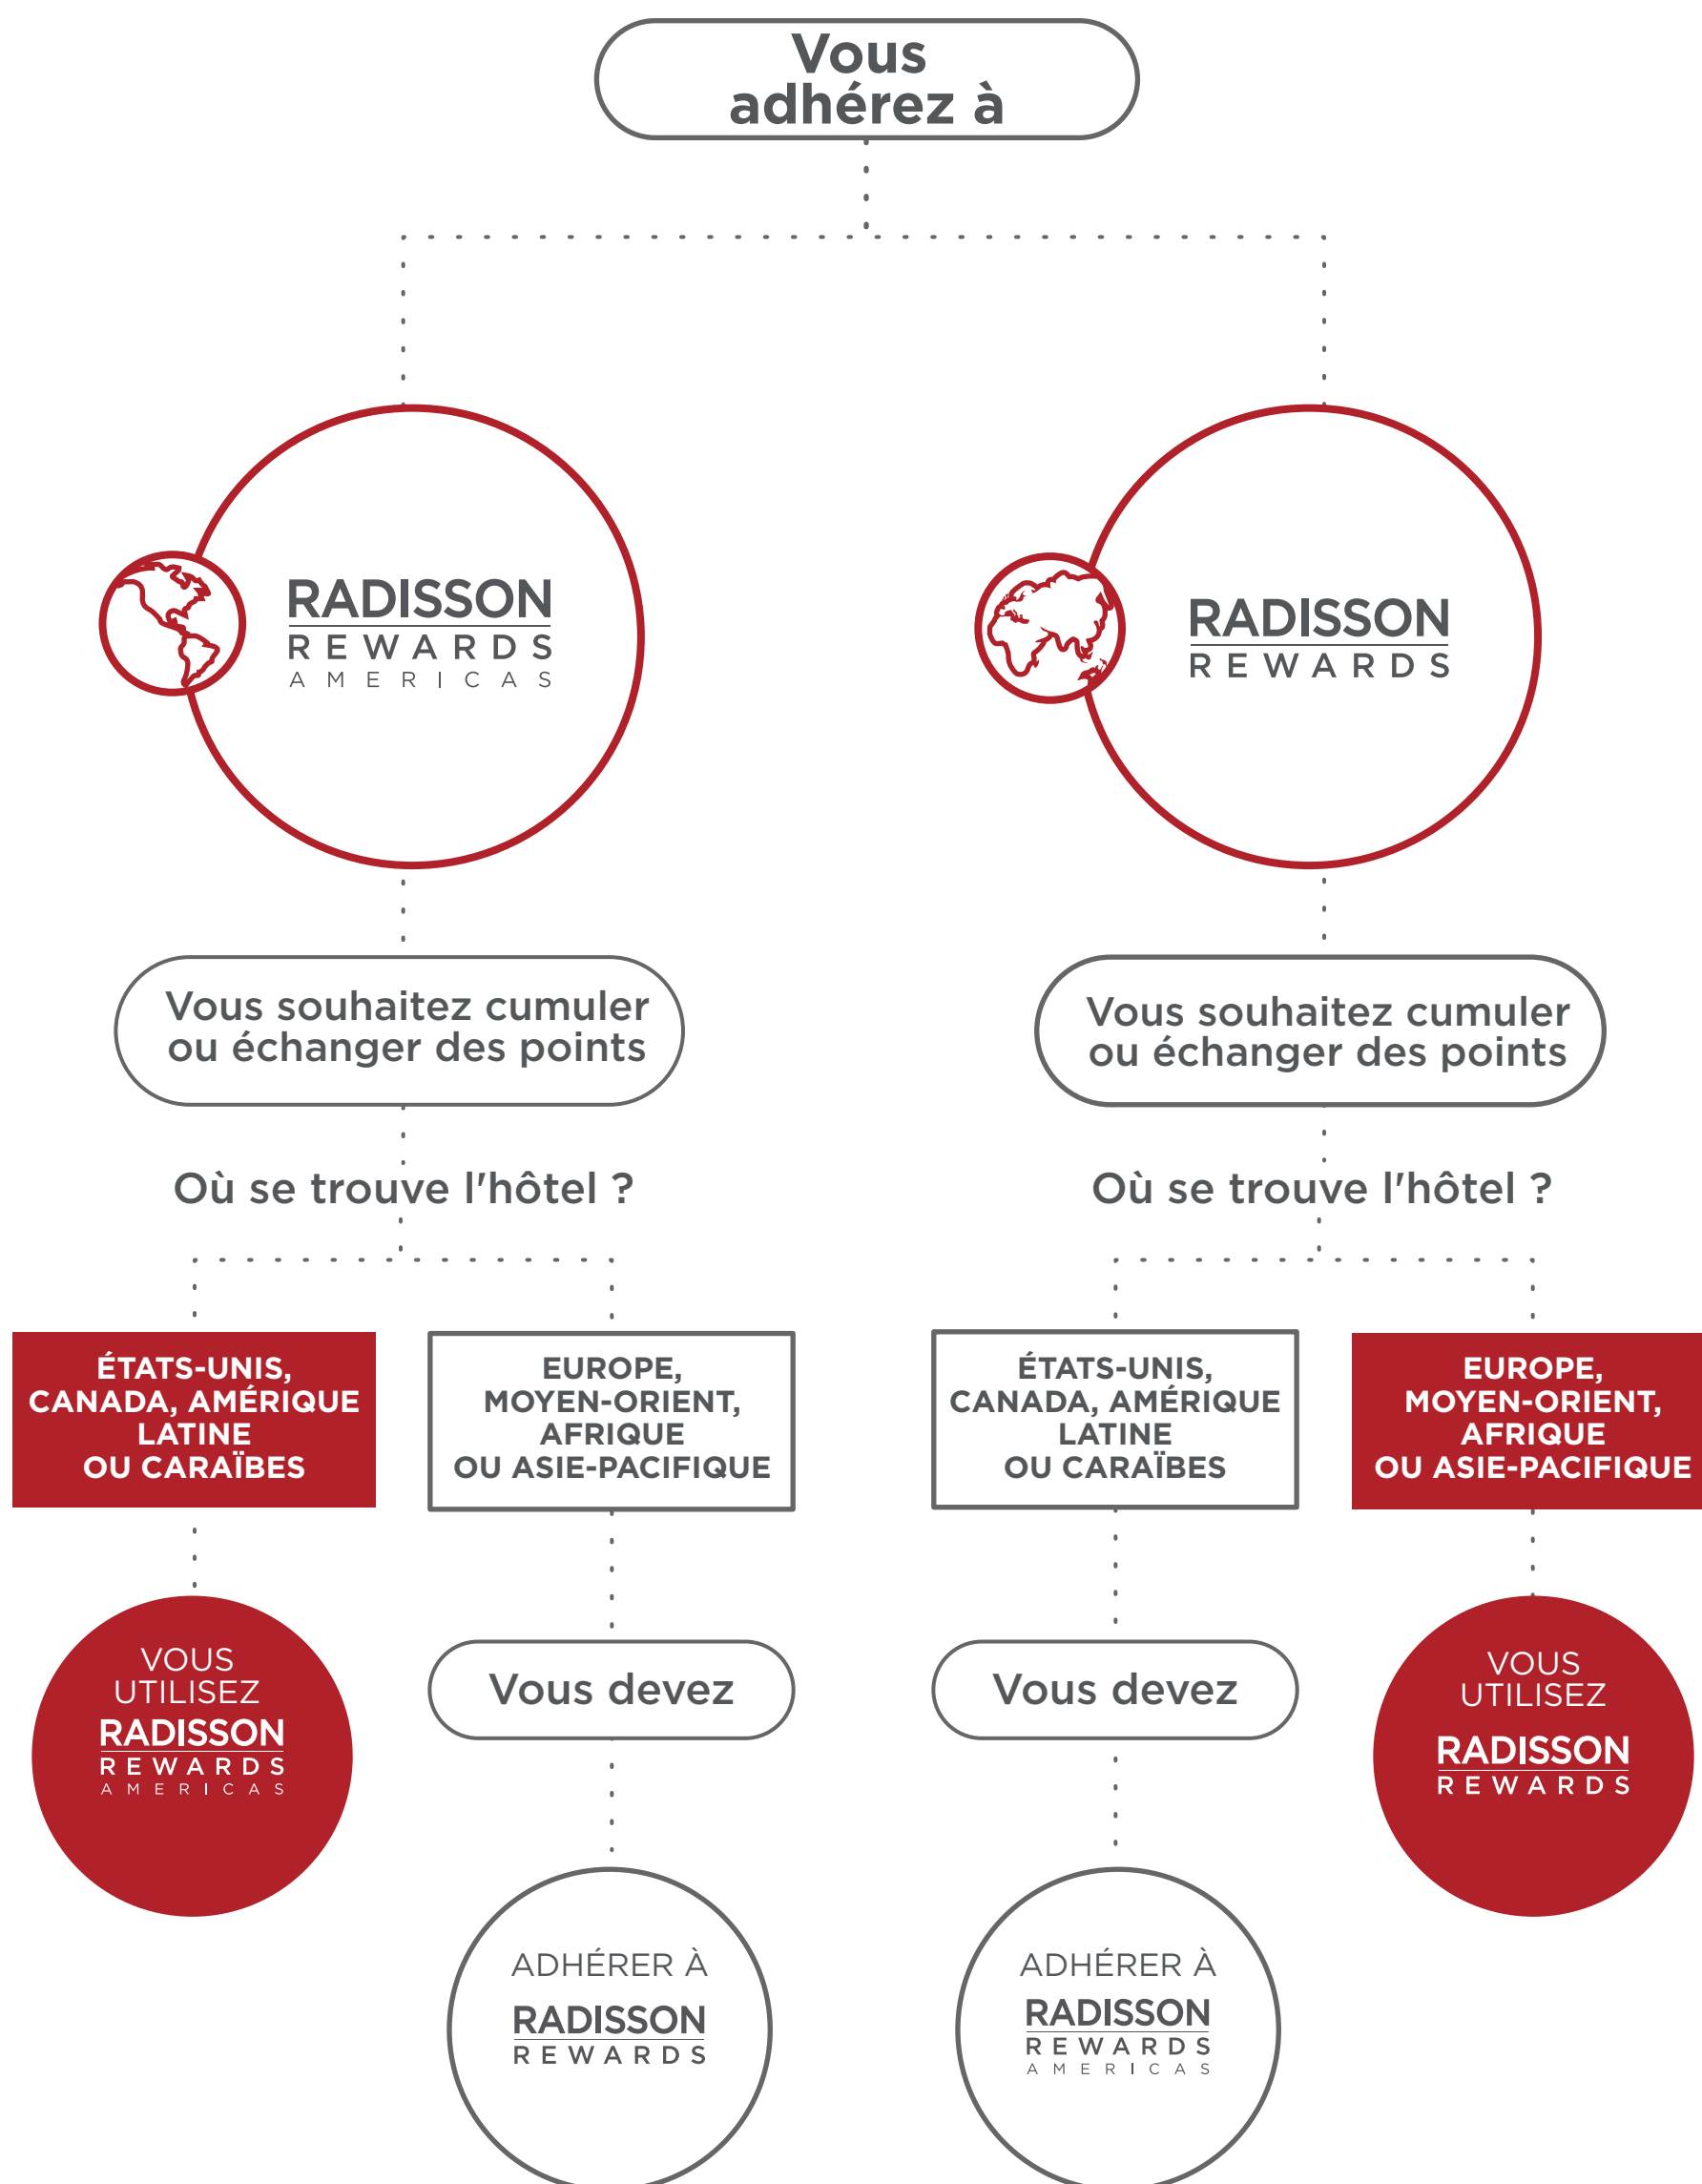 Vous
adhérez à
RADISSON
REWARDS
AMERICAS
RADISSON
REWARDS
Vous souhaitez cumuler
ou échanger des points
Vous souhaitez cumuler
ou échanger des points
Où se trouve l'hôtel ?
Où se trouve l'hôtel ?
ÉTATS-UNIS,
CANADA, AMÉRIQUE
LATINE
OU CARAÏBES
EUROPE,
MOYEN-ORIENT,
AFRIQUE
OU ASIE-PACIFIQUE
ÉTATS-UNIS,
CANADA, AMÉRIQUE
LATINE
OU CARAÏBES
EUROPE,
MOYEN-ORIENT,
AFRIQUE
OU ASIE-PACIFIQUE
VOUS
UTILISEZ
RADISSON
REWARDS
AMERICAS
Vous devez
Vous devez
VOUS
UTILISEZ
RADISSON
REWARDS
ADHÉRER À
RADISSON
REWARDS
ADHÉRER À
RADISSON
REWARDS
AMERICAS